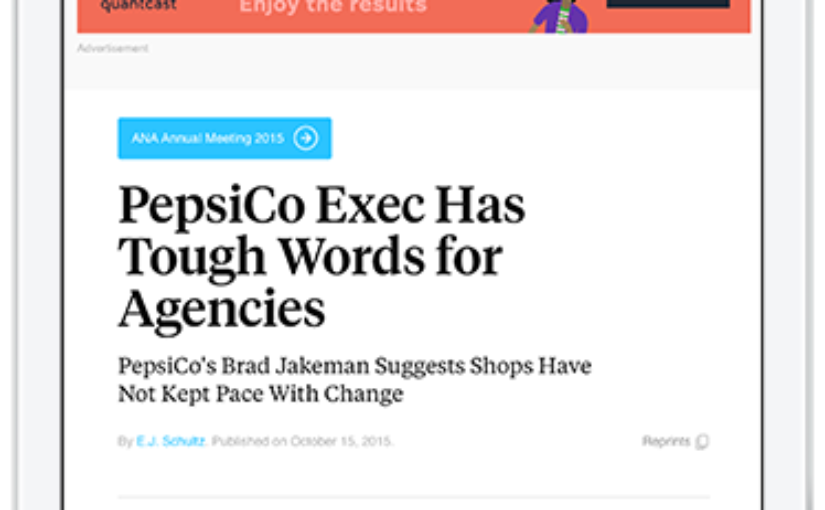 quantcast
Enjoy the results
Advertisement
ANA Annual Meeting 2015
PepsiCo Exec Has
Tough Words for
Agencies
PepsiCo's Brad Jakeman Suggests Shops Have
Not Kept Pace With Change
By E.J. Schultz. Published on October 15, 2015.
Reprints